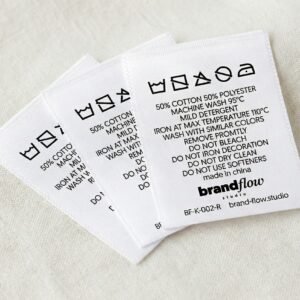 50% COTTON 50% POLYESTER
MACHINE WASH 95°C
MILD DETERGENT
IRON AT MAX TEMPERATURE 110°C
WASH WITH SIMILAR COLORS
REMOVE PROMTLY
DO NOT BLEACH
DO NOT IRON DECORATION
DO NOT DRY CLEAN
DO NOT USE SOFTENERS
made in china
brandflow
studio
BF-K-002-R brand-flow.studio